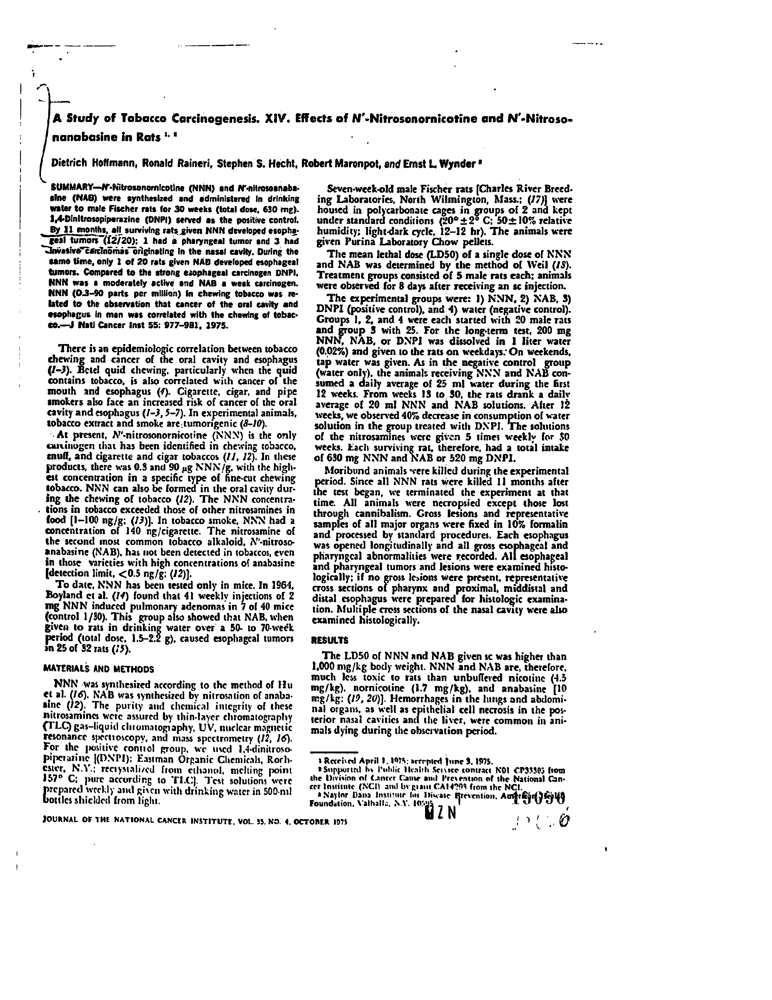 A Study of Tobacco Carcinogenesis. XIV. Effects of N'-Nitrosonornicotine and N'-Nitroso-
nanabasine in Rats 1, 2
Dietrich Hoffmann, Ronald Raineri, Stephen S. Hecht, Robert Maronpot, and Ernst L. Wynder 3
SUMMARY—N'-Nitrosonornicotine (NNN) and N'-nitrosoanaba-
sine (NAB) were synthesized and administered in drinking
water to male Fischer rats for 30 weeks (total dose, 630 mg).
1,4-Dinitrosopiperazine (DNPI) served as the positive control.
By 11 months, all surviving rats given NNN developed esopha-
geal tumors (12/20); 1 had a pharyngeal tumor and 3 had
invasive carcinomas originating in the nasal cavity. During the
same time, only 1 of 20 rats given NAB developed esophageal
tumors. Compared to the strong esophageal carcinogen DNPI,
NNN was a moderately active and NAB a weak carcinogen.
NNN (0.3-90 parts per million) in chewing tobacco was re-
lated to the observation that cancer of the oral cavity and
esophagus in man was correlated with the chewing of tobac-
co.—J Natl Cancer Inst 55: 977-981, 1975.
There is an epidemiologic correlation between tobacco
chewing and cancer of the oral cavity and esophagus
(1-3). Betel quid chewing, particularly when the quid
contains tobacco, is also correlated with cancer of the
mouth and esophagus (4). Cigarette, cigar, and pipe
smokers also face an increased risk of cancer of the oral
cavity and esophagus (1-3, 5-7). In experimental animals,
tobacco extract and smoke are tumorigenic (8-10).
At present, N'-nitrosonornicotine (NNN) is the only
carcinogen that has been identified in chewing tobacco,
snuff, and cigarette and cigar tobaccos (11, 12). In these
products, there was 0.3 and 90 µg NNN/g, with the high-
est concentration in a specific type of fine-cut chewing
tobacco. NNN can also be formed in the oral cavity dur-
ing the chewing of tobacco (12). The NNN concentra-
tions in tobacco exceeded those of other nitrosamines in
food [1-100 ng/g; (13)]. In tobacco smoke, NNN had a
concentration of 140 ng/cigarette. The nitrosamine of
the second most common tobacco alkaloid, N'-nitroso-
anabasine (NAB), has not been detected in tobaccos, even
in those varieties with high concentrations of anabasine
[detection limit, <0.5 ng/g; (12)].
To date, NNN has been tested only in mice. In 1964,
Boyland et al. (14) found that 41 weekly injections of 2
mg NNN induced pulmonary adenomas in 7 of 40 mice
(control 1/30). This group also showed that NAB, when
given to rats in drinking water over a 50- to 70-week
period (total dose, 1.5-2.2 g), caused esophageal tumors
in 25 of 32 rats (15).
MATERIALS AND METHODS
NNN was synthesized according to the method of Hu
et al. (16). NAB was synthesized by nitrosation of anaba-
sine (12). The purity and chemical integrity of these
nitrosamines were assured by thin-layer chromatography
(TLC) gas-liquid chromatography, UV, nuclear magnetic
resonance spectroscopy, and mass spectrometry (12, 16).
For the positive control group, we used 1,4-dinitroso-
piperazine [(DNPI); Eastman Organic Chemicals, Roch-
ester, N.Y.; recrystallized from ethanol, melting point
157° C; pure according to TLC]. Test solutions were
prepared weekly and given with drinking water in 500-ml
bottles shielded from light.
Seven-week-old male Fischer rats [Charles River Breed-
ing Laboratories, North Wilmington, Mass.; (17)] were
housed in polycarbonate cages in groups of 2 and kept
under standard conditions (20°±2° C; 50±10% relative
humidity; light-dark cycle, 12-12 hr). The animals were
given Purina Laboratory Chow pellets.
The mean lethal dose (LD50) of a single dose of NNN
and NAB was determined by the method of Weil (18).
Treatment groups consisted of 5 male rats each; animals
were observed for 8 days after receiving an sc injection.
The experimental groups were: 1) NNN, 2) NAB, 3)
DNPI (positive control), and 4) water (negative control).
Groups 1, 2, and 4 were each started with 20 male rats
and group 3 with 25. For the long-term test, 200 mg
NNN, NAB, or DNPI was dissolved in 1 liter water
(0.02%) and given to the rats on weekdays. On weekends,
tap water was given. As in the negative control group
(water only), the animals receiving NNN and NAB con-
sumed a daily average of 25 ml water during the first
12 weeks. From weeks 13 to 30, the rats drank a daily
average of 20 ml NNN and NAB solutions. After 12
weeks, we observed 40% decrease in consumption of water
solution in the group treated with DNPI. The solutions
of the nitrosamines were given 5 times weekly for 30
weeks. Each surviving rat, therefore, had a total intake
of 630 mg NNN and NAB or 520 mg DNPI.
Moribund animals were killed during the experimental
period. Since all NNN rats were killed 11 months after
the test began, we terminated the experiment at that
time. All animals were necropsied except those lost
through cannibalism. Gross lesions and representative
samples of all major organs were fixed in 10% formalin
and processed by standard procedures. Each esophagus
was opened longitudinally and all gross esophageal and
pharyngeal abnormalities were recorded. All esophageal
and pharyngeal tumors and lesions were examined histo-
logically; if no gross lesions were present, representative
cross sections of pharynx and proximal, middistal and
distal esophagus were prepared for histologic examina-
tion. Multiple cross sections of the nasal cavity were also
examined histologically.
RESULTS
The LD50 of NNN and NAB given sc was higher than
1,000 mg/kg body weight. NNN and NAB are, therefore,
much less toxic to rats than unbuffered nicotine (4.5
mg/kg), nornicotine (1.7 mg/kg), and anabasine [10
mg/kg; (19, 20)]. Hemorrhages in the lungs and abdomi-
nal organs, as well as epithelial cell necrosis in the pos-
terior nasal cavities and the liver, were common in ani-
mals dying during the observation period.
1 Received April 1, 1975; accepted June 3, 1975.
2 Supported by Public Health Service contract N01 CP33305 from
the Division of Cancer Cause and Prevention of the National Can-
cer Institute (NCI) and by grant CA14298 from the NCI.
3 Naylor Dana Institute for Disease Prevention, American Health
Foundation, Valhalla, N.Y. 10595
JOURNAL OF THE NATIONAL CANCER INSTITUTE, VOL. 55, NO. 4, OCTOBER 1975